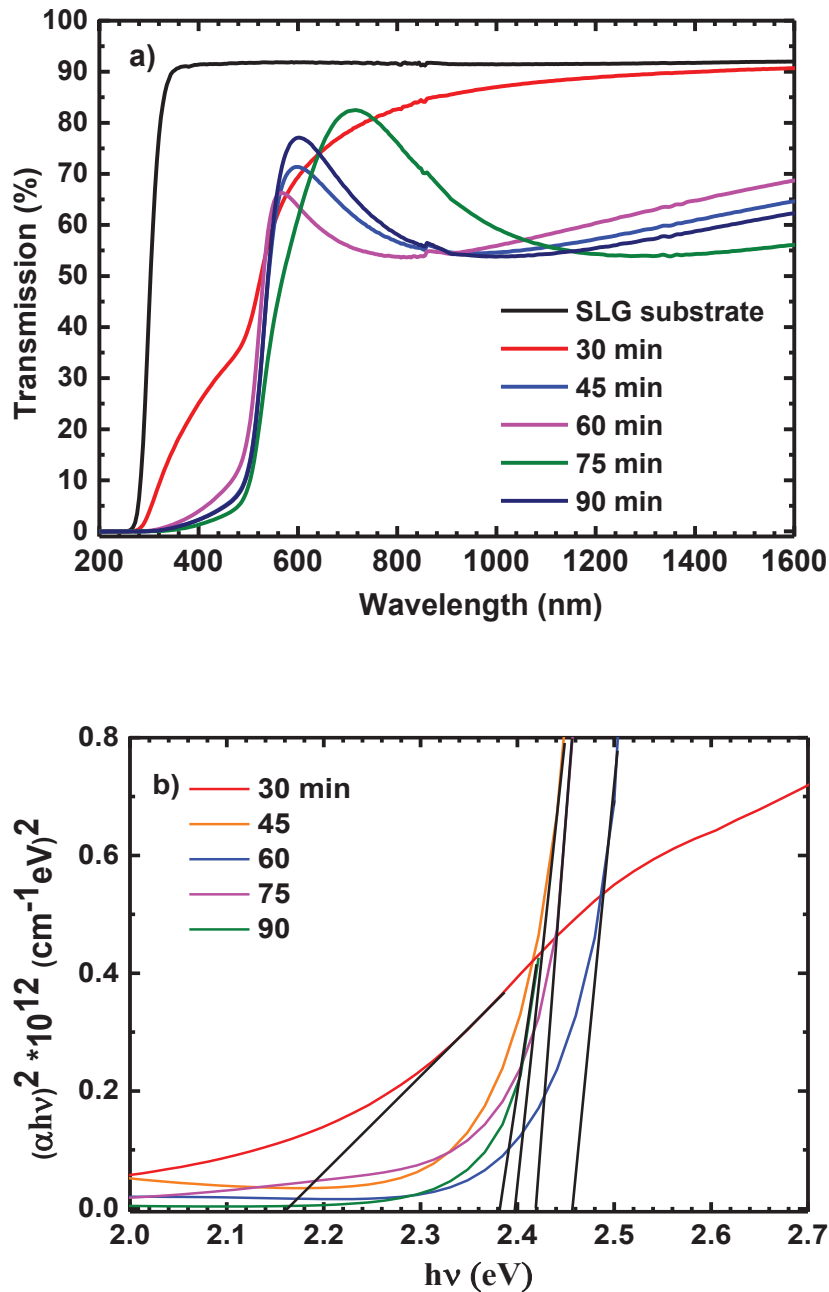 a)
100
90
80
70
60
50
40
30
20
10
0
Transmission (%)
SLG substrate
30 min
45 min
60 min
75 min
90 min
200 400 600 800 1000 1200 1400 1600
Wavelength (nm)
b)
0.8
0.6
0.4
0.2
0.0
(αhν)² *10¹² (cm⁻¹eV)²
30 min
45
60
75
90
2.0 2.1 2.2 2.3 2.4 2.5 2.6 2.7
hν (eV)